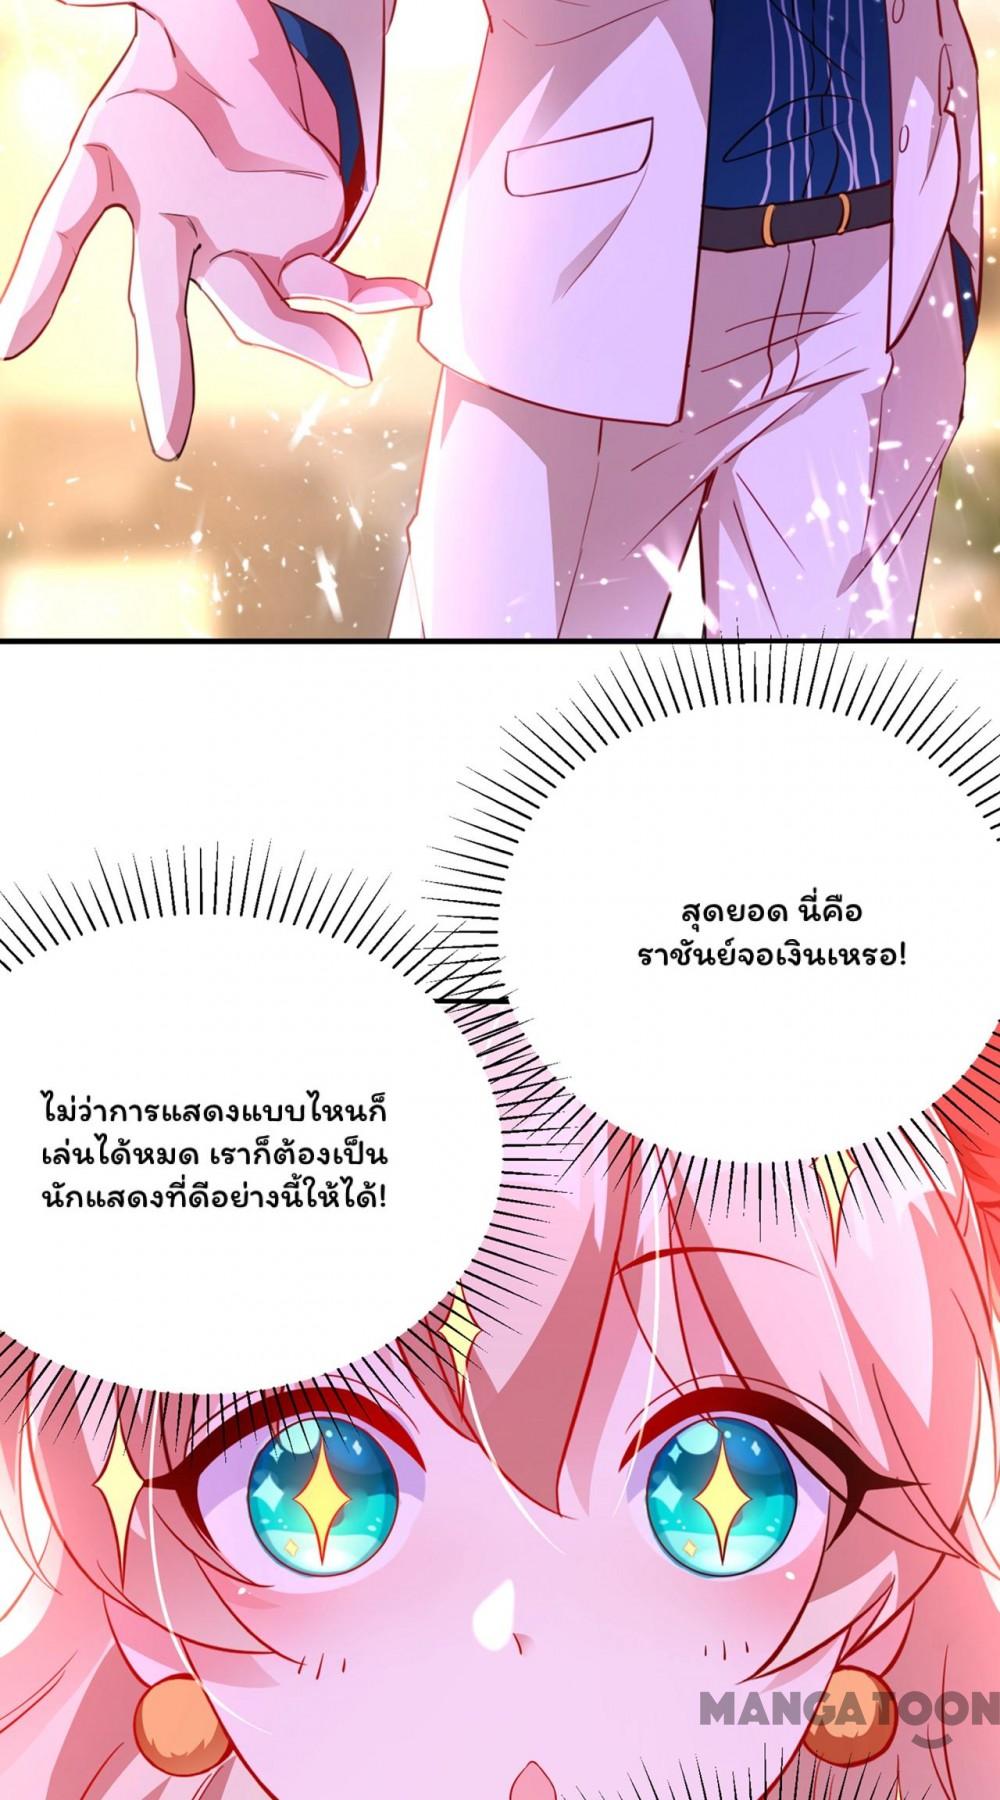 สุดยอด นี่คือ
ราชันย์จอเงินเหรอ!
ไม่ว่าการแสดงแบบไหนก็
เล่นได้หมด เราก็ต้องเป็น
นักแสดงที่ดีอย่างนี้ให้ได้!
MANGATOON